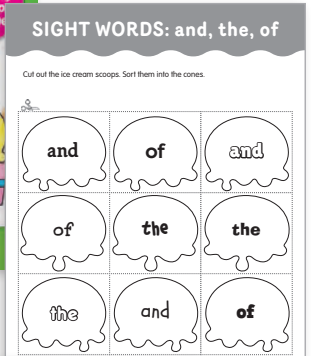 SIGHT WORDS: and, the, of
Cut out the ice cream scoops. Sort them into the cones.
and of and
of the the
the and of